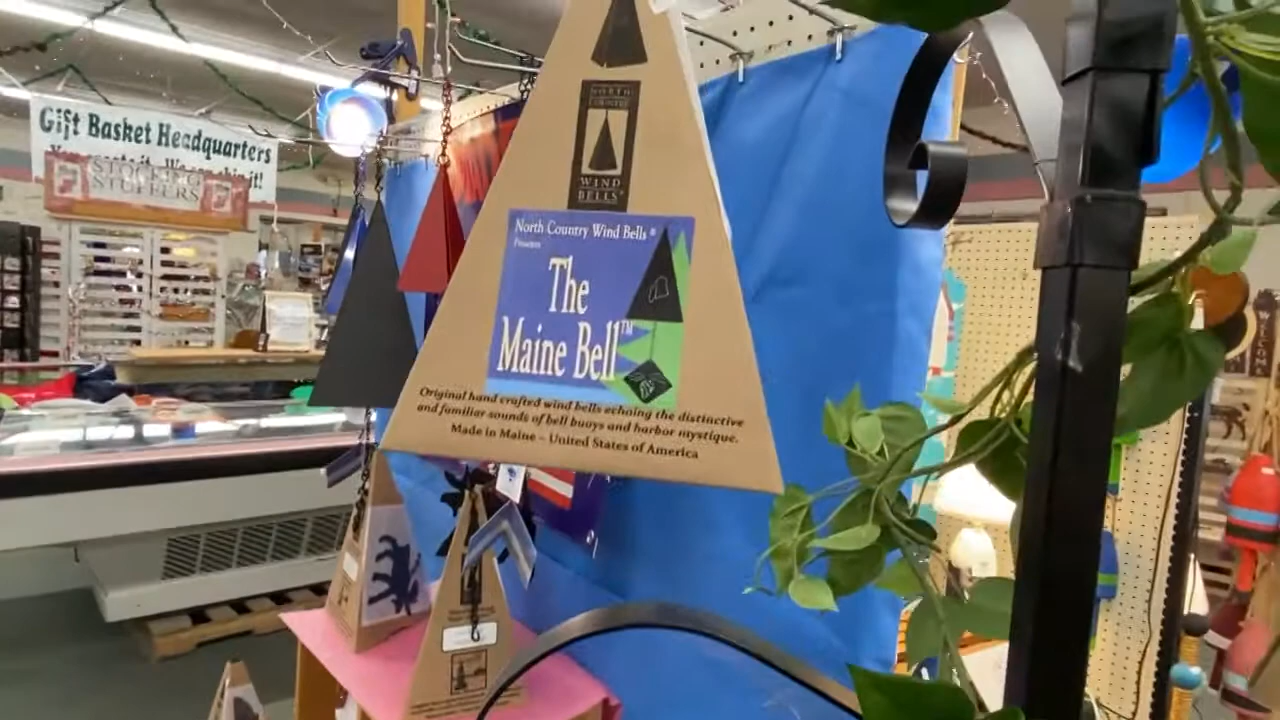 Gift Basket Headquarters
STOCKING
STUFFERS
it!
NORTH
COUNTRY
WIND
BELLS®
North Country Wind Bells®
Presents
The
Maine Bell™
Original hand crafted wind bells echoing the distinctive
and familiar sounds of bell buoys and harbor mystique.
Made in Maine – United States of America
WELCOME